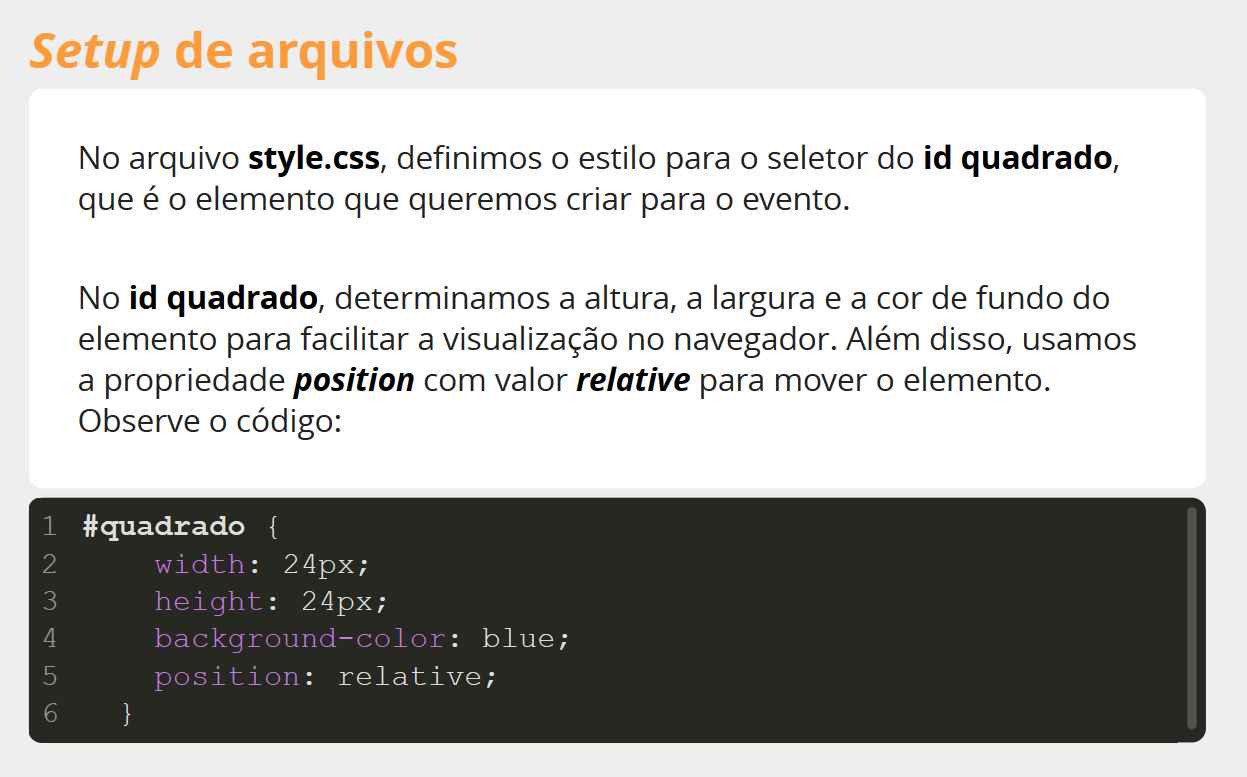 Setup de arquivos
No arquivo style.css, definimos o estilo para o seletor do id quadrado,
que é o elemento que queremos criar para o evento.
No id quadrado, determinamos a altura, a largura e a cor de fundo do
elemento para facilitar a visualização no navegador. Além disso, usamos
a propriedade position com valor relative para mover o elemento.
Observe o código:
1 #quadrado {
2     width: 24px;
3     height: 24px;
4     background-color: blue;
5     position: relative;
6   }